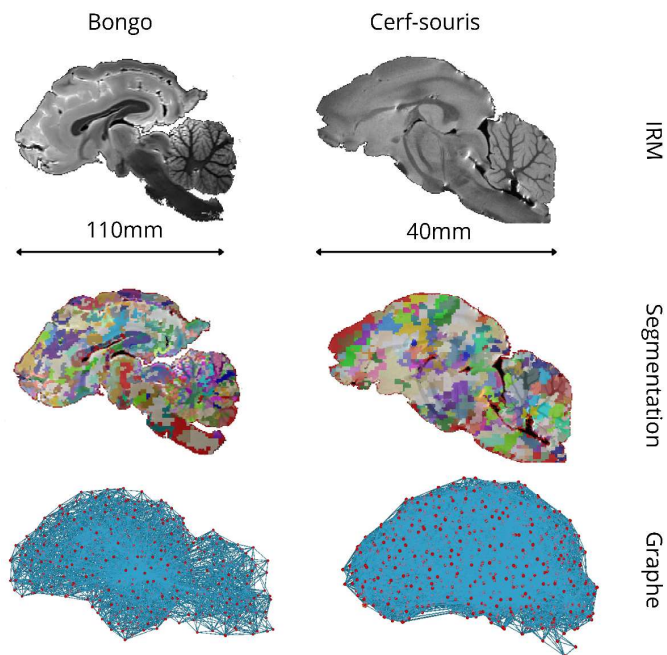 Bongo
Cerf-souris
IRM
110mm
40mm
Segmentation
Graphe